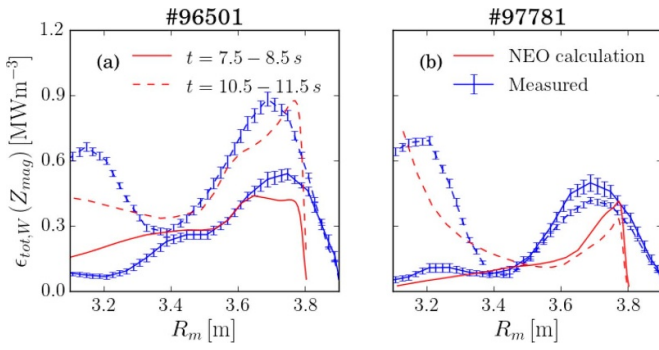 #96501
#97781
(a)
t = 7.5 − 8.5 s
t = 10.5 − 11.5 s
(b)
NEO calculation
Measured
ϵ_{tot,W} (Z_{mag}) [MWm⁻³]
1.2
0.9
0.6
0.3
0.0
3.2 3.4 3.6 3.8
3.2 3.4 3.6 3.8
R_m [m]
R_m [m]